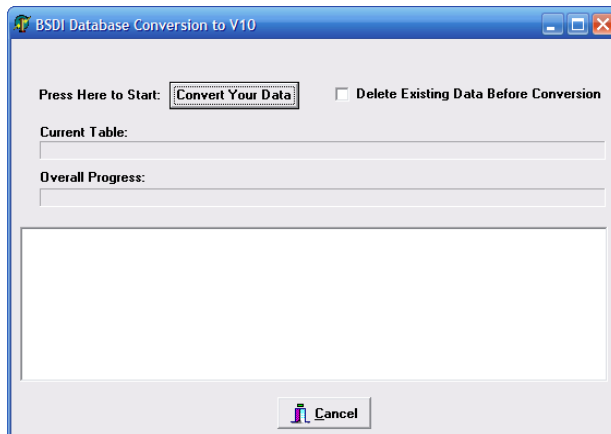 BSDI Database Conversion to V10
Press Here to Start: Convert Your Data Delete Existing Data Before Conversion
Current Table:
Overall Progress:
Cancel